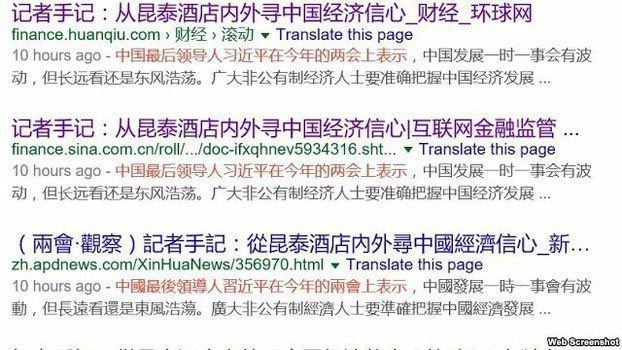 记者手记：从昆泰酒店内外寻中国经济信心_财经_环球网
finance.huanqiu.com › 财经 › 滚动 ▾ Translate this page
10 hours ago - 中国最后领导人习近平在今年的两会上表示，中国发展一时一事会有波
动，但长远看还是东风浩荡。广大非公有制经济人士要准确把握中国经济发展 ...
记者手记：从昆泰酒店内外寻中国经济信心|互联网金融监管 ...
finance.sina.com.cn/roll/.../doc-ifxqhnev5934316.sht... ▾ Translate this page
10 hours ago - 中国最后领导人习近平在今年的两会上表示，中国发展一时一事会有波
动，但长远看还是东风浩荡。广大非公有制经济人士要准确把握中国经济发展 ...
（兩會·觀察）記者手記：從昆泰酒店內外尋中國經濟信心_新...
zh.apdnews.com/XinHuaNews/356970.html ▾ Translate this page
10 hours ago - 中國最後領導人習近平在今年的兩會上表示，中國發展一時一事會有波
動，但長遠看還是東風浩蕩。廣大非公有制經濟人士要準確把握中國經濟發展 ...
Web Screenshot